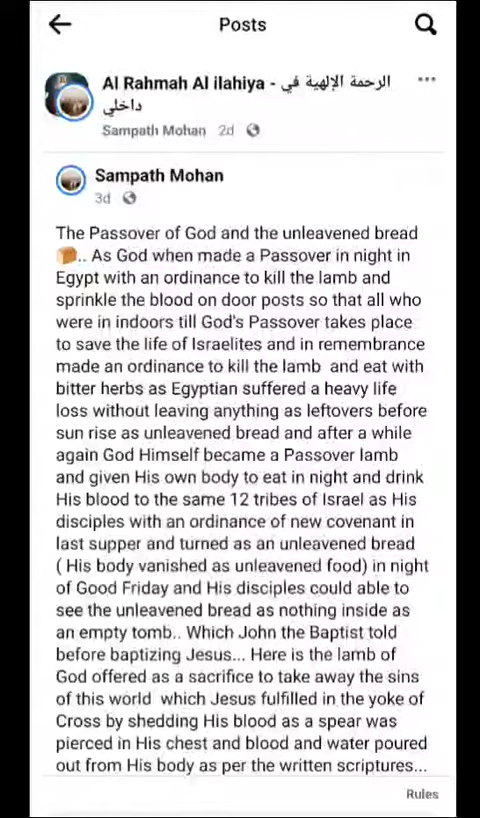 Posts
Al Rahmah Al ilahiya - الرحمة الإلهية في
داخلي
Sampath Mohan 2d
Sampath Mohan
3d
The Passover of God and the unleavened bread
🍞.. As God when made a Passover in night in
Egypt with an ordinance to kill the lamb and
sprinkle the blood on door posts so that all who
were in indoors till God's Passover takes place
to save the life of Israelites and in remembrance
made an ordinance to kill the lamb and eat with
bitter herbs as Egyptian suffered a heavy life
loss without leaving anything as leftovers before
sun rise as unleavened bread and after a while
again God Himself became a Passover lamb
and given His own body to eat in night and drink
His blood to the same 12 tribes of Israel as His
disciples with an ordinance of new covenant in
last supper and turned as an unleavened bread
( His body vanished as unleavened food) in night
of Good Friday and His disciples could able to
see the unleavened bread as nothing inside as
an empty tomb.. Which John the Baptist told
before baptizing Jesus... Here is the lamb of
God offered as a sacrifice to take away the sins
of this world which Jesus fulfilled in the yoke of
Cross by shedding His blood as a spear was
pierced in His chest and blood and water poured
out from His body as per the written scriptures...
Rules